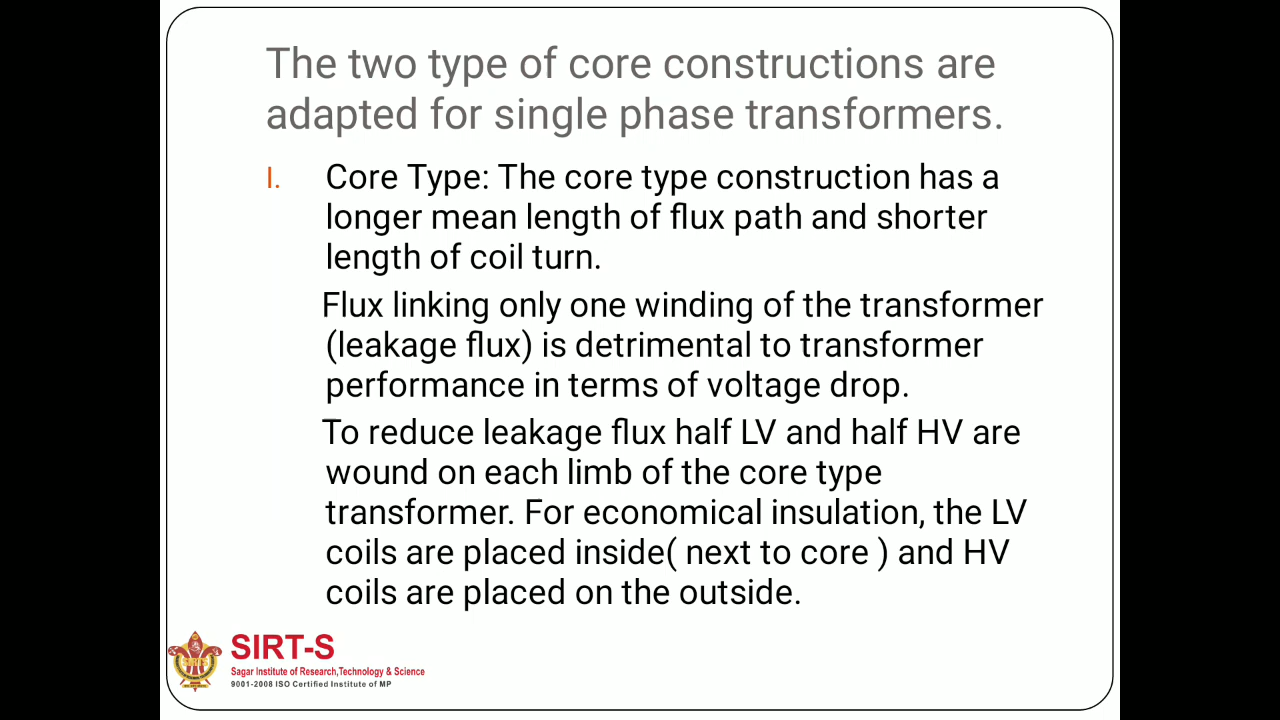 The two type of core constructions are
adapted for single phase transformers.
I. Core Type: The core type construction has a
longer mean length of flux path and shorter
length of coil turn.
Flux linking only one winding of the transformer
(leakage flux) is detrimental to transformer
performance in terms of voltage drop.
To reduce leakage flux half LV and half HV are
wound on each limb of the core type
transformer. For economical insulation, the LV
coils are placed inside( next to core ) and HV
coils are placed on the outside.
SIRT-S
Sagar Institute of Research,Technology & Science
9001-2008 ISO Certified Institute of MP